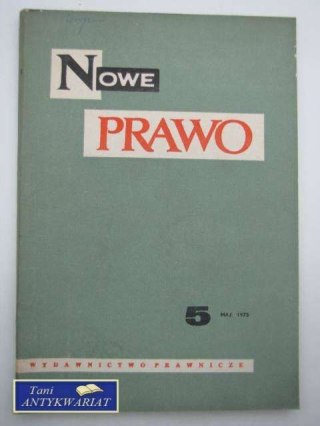 NOWE
PRAWO
5 MAJ 1975
WYDAWNICTWO PRAWNICZE
Tani
ANTYKWARIAT